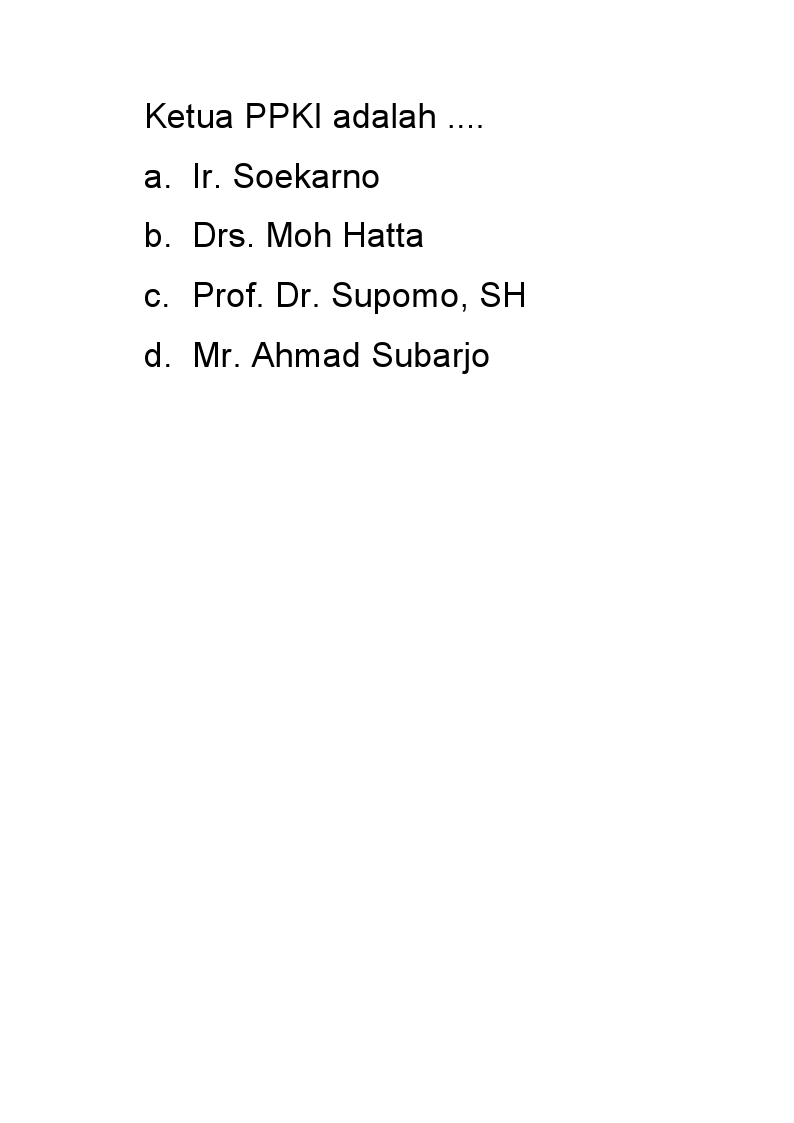 Ketua PPKI adalah ....
a. Ir. Soekarno
b. Drs. Moh Hatta
c. Prof. Dr. Supomo, SH
d. Mr. Ahmad Subarjo